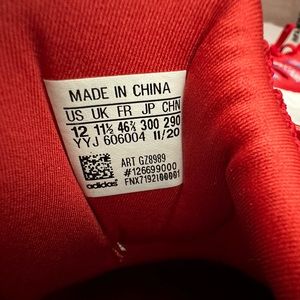 MADE IN CHINA
US UK FR JP CHN
12 11½ 46⅔ 300 290
YYJ 606004 11/20
ART GZ8989
#126699000
FNX7192I00061
adidas